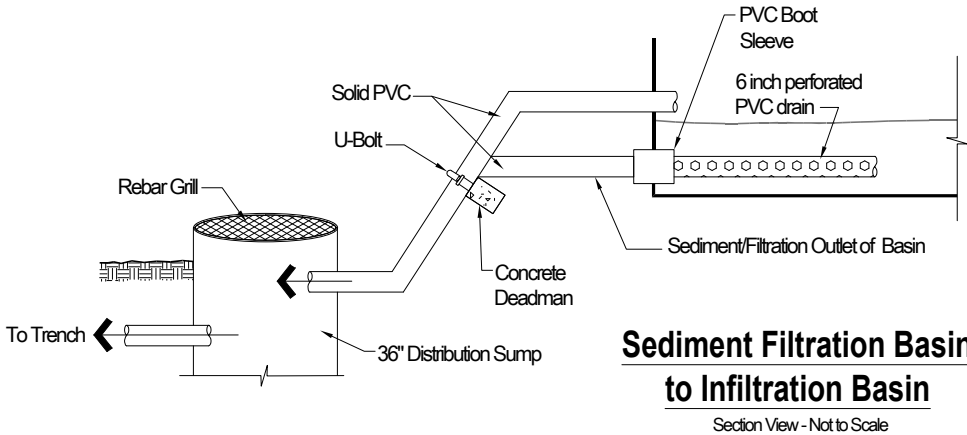 PVC Boot
Sleeve
6 inch perforated
PVC drain
Solid PVC
U-Bolt
Rebar Grill
Sediment/Filtration Outlet of Basin
Concrete
Deadman
To Trench
36" Distribution Sump
Sediment Filtration Basin
to Infiltration Basin
Section View - Not to Scale